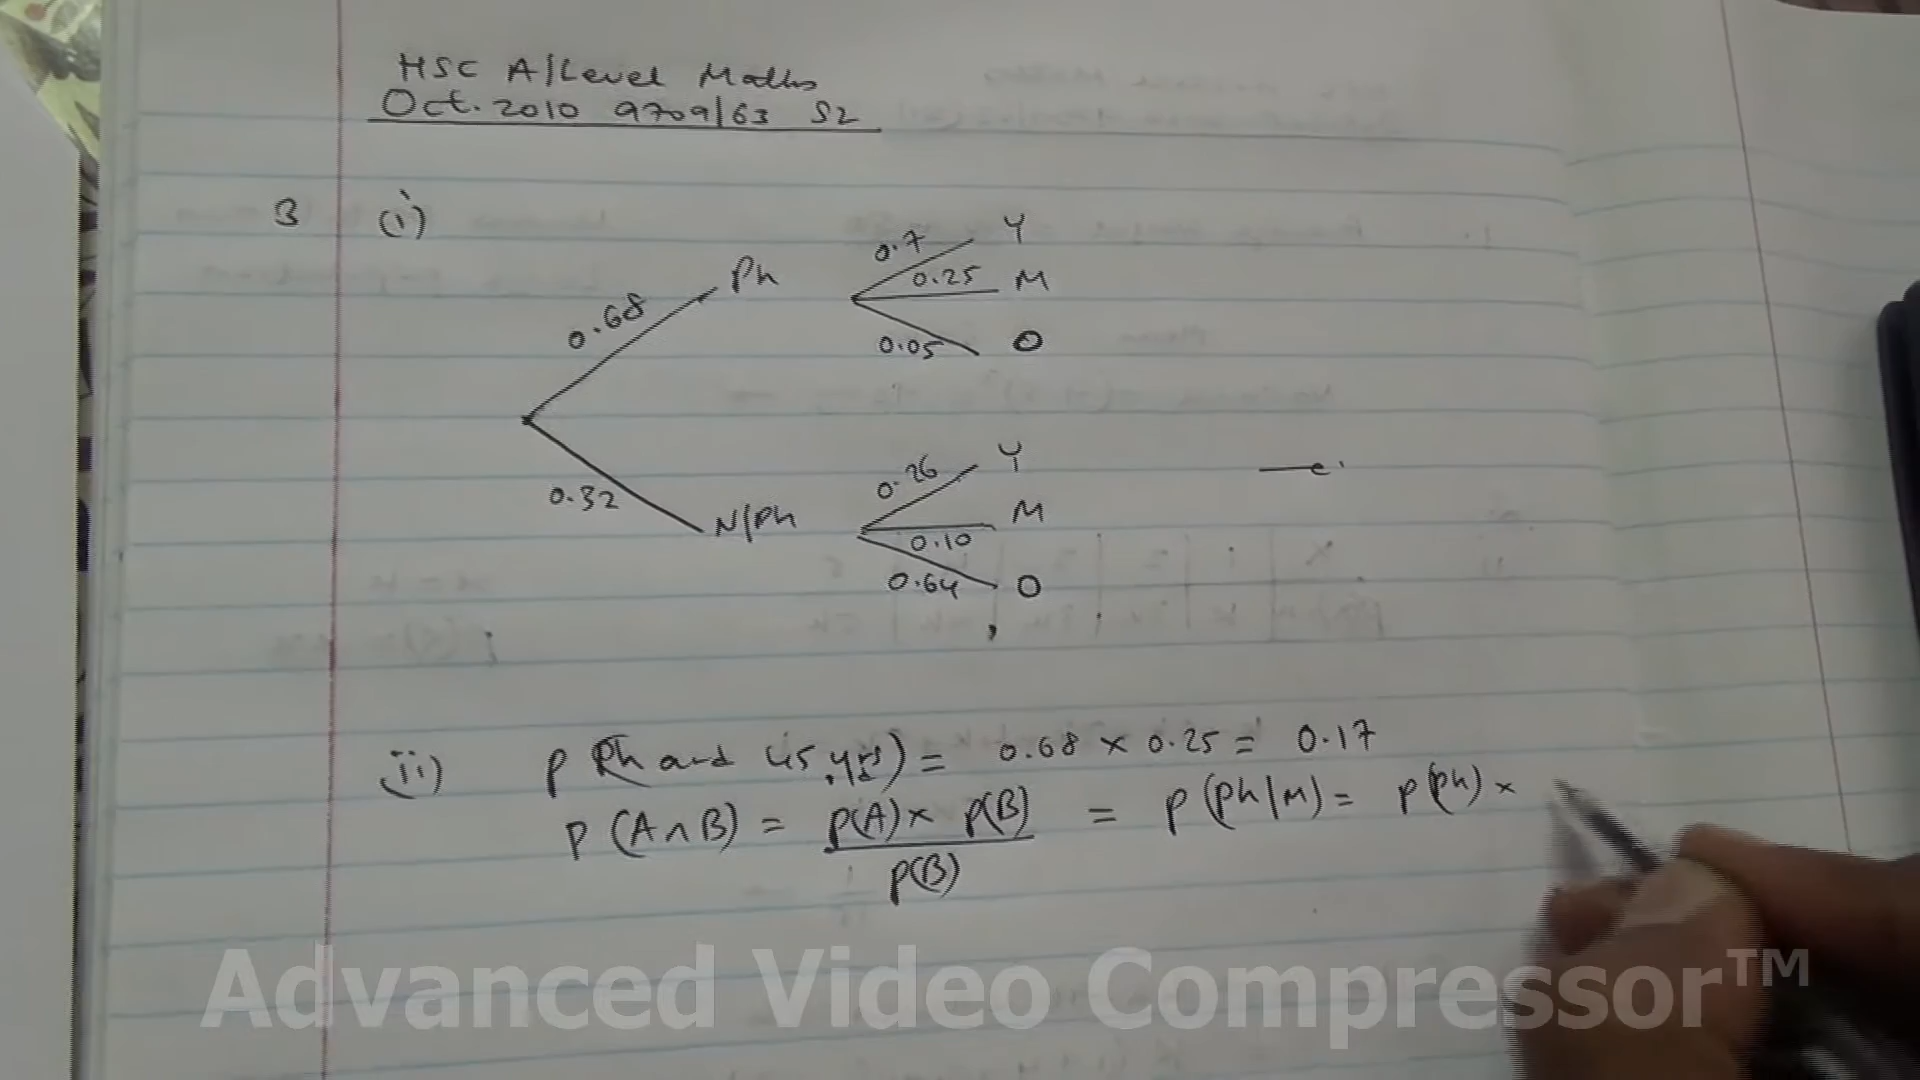 HSC A/Level Maths
Oct. 2010 9709/63 S2
3 (i)
0.68 Ph 0.7 Y
0.25 M
0.05 O
0.32 N/Ph 0.26 Y
0.10 M
0.64 O
(ii) P(Ph and 45 yrs) = 0.68 × 0.25 = 0.17
P(A∩B) = P(A) × P(B) = P(Ph|M) = P(Ph) ×
P(B)
Advanced Video Compressor™